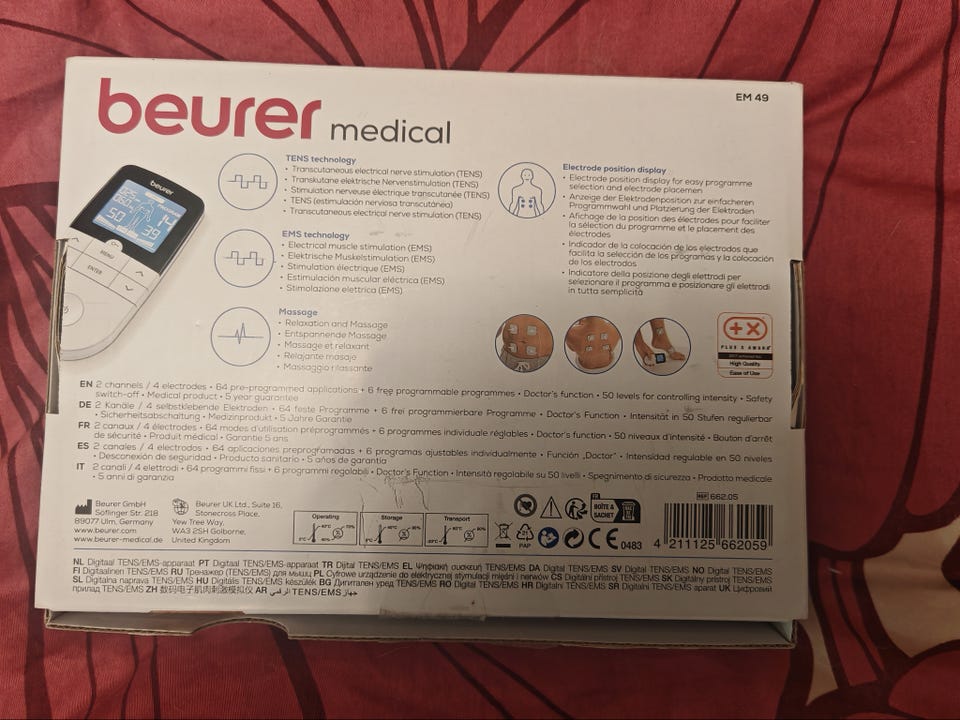 beurer medical
EM 49
TENS technology
• Transcutaneous electrical nerve stimulation (TENS)
• Transkutane elektrische Nervenstimulation (TENS)
• Stimulation nerveuse électrique transcutanée (TENS)
• TENS (estimulación nerviosa transcutánea)
• Transcutaneous electrical nerve stimulation (TENS)
EMS technology
• Electrical muscle stimulation (EMS)
• Elektrische Muskelstimulation (EMS)
• Stimulation électrique (EMS)
• Estimulación muscular eléctrica (EMS)
• Stimolazione elettrica (EMS)
Massage
• Relaxation and Massage
• Entspannende Massage
• Massage et relaxant
• Relajante masaje
• Massaggio rilassante
Electrode position display
• Electrode position display for easy programme
selection and electrode placemen
• Anzeige der Elektrodenposition zur einfacheren
Programmwahl und Platzierung der Elektroden
• Afichage de la position des électrodes pour faciliter
la sélection du programme et le placement des
électrodes
• Indicador de la colocación de los electrodos que
facilita la selección de los programas y la colocación
de los electrodos
• Indicatore della posizione degli elettrodi per
selezionare il programma e posizionare gli elettrodi
in tutta semplicità
beurer
50
14
39
MENU
ENTER
PLUS X AWARD
High Quality
Ease of Use
EN 2 channels / 4 electrodes • 64 pre-programmed applications + 6 free programmable programmes • Doctor's function • 50 levels for controlling intensity • Safety
switch-off • Medical product • 5 year guarantee
DE 2 Kanäle / 4 selbstklebende Elektroden • 64 feste Programme + 6 frei programmierbare Programme • Doctor's Function • Intensität in 50 Stufen regulierbar
• Sicherheitsabschaltung • Medizinprodukt • 5 Jahre Garantie
FR 2 canaux / 4 électrodes • 64 modes d'utilisation préprogrammés + 6 programmes individuale réglables • Doctor's function • 50 niveaux d'intensité • Bouton d'arrêt
de sécurité • Produit médical • Garantie 5 ans
ES 2 canales / 4 electrodos • 64 aplicaciones preprogramadas + 6 programas ajustables individualmente • Función „Doctor" • Intensidad regulable en 50 niveles
• Desconexión de seguridad • Producto sanitario • 5 años de garantía
IT 2 canali / 4 elettrodi • 64 programmi fissi + 6 programmi regolabili • Doctor's Function • Intensità regolabile su 50 livelli • Spegnimento di sicurezza • Prodotto medicale
• 5 anni di garanzia
Beurer GmbH
Söflinger Str. 218
89077 Ulm, Germany
www.beurer.com
www.beurer-medical.de
Beurer UK Ltd., Suite 16,
Stonecross Place,
Yew Tree Way,
WA3 2SH Golborne,
United Kingdom
Operating
Storage
Transport
PAP
FR
BOÎTE &
SACHET
CE 0483
REF 662.05
4 211125 662059
NL Digitaal TENS/EMS-apparaat PT Digitaal TENS/EMS-apparaat TR Dijital TENS/EMS EL Ψηφιακή συσκευή TENS/EMS DA Digital TENS/EMS SV Digital TENS/EMS NO Digital TENS/EMS
FI Digitaalinen TENS/EMS RU Тренажер (TENS/EMS) для мышц PL Cyfrowe urządzenie do elektrycznej stymulacji mięśni i nerwów CS Digitální přístroj TENS/EMS SK Digitálny prístroj TENS/EMS
SL Digitalna naprava TENS/EMS HU Digitális TENS/EMS készülék BG Дигитален уред TENS/EMS RO Digital TENS/EMS HR Digitalni TENS/EMS SR Digitalni TENS/EMS aparat UK Цифровий
прилад TENS/EMS ZH 数码电子肌肉刺激模拟仪 AR جهاز TENS/EMS الرقمي